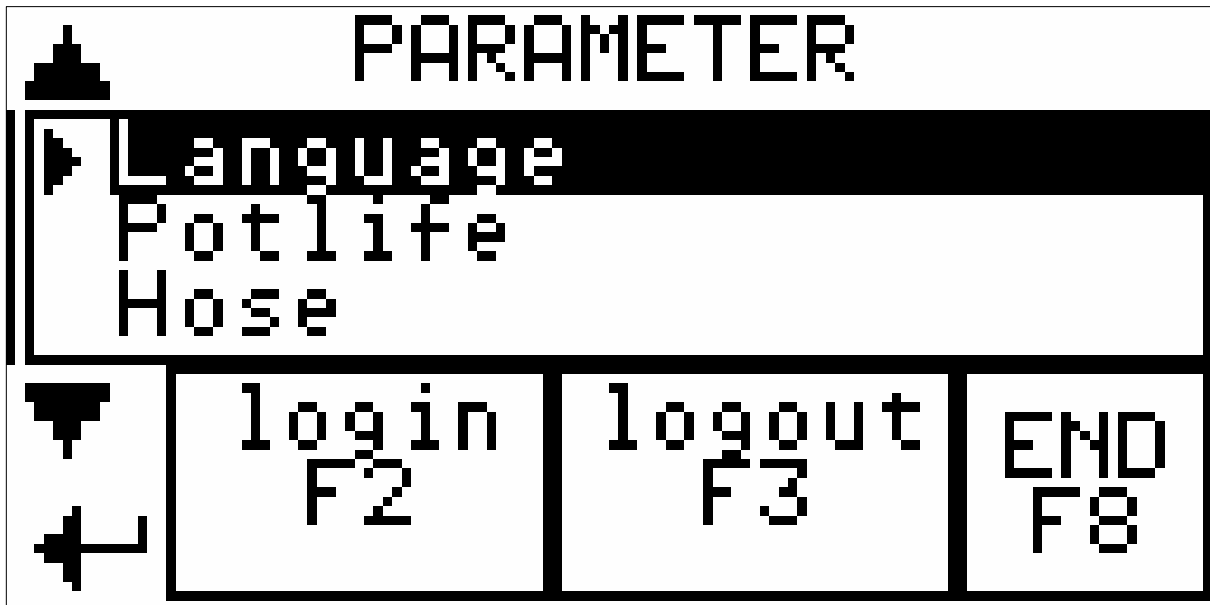 PARAMETER
Language
Potlife
Hose
login
F2
logout
F3
END
F8